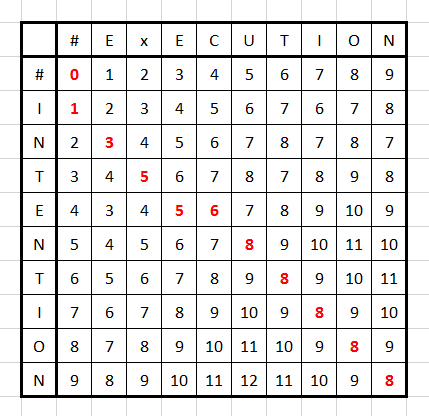 # E x E C U T I O N
# 0 1 2 3 4 5 6 7 8 9
I 1 2 3 4 5 6 7 6 7 8
N 2 3 4 5 6 7 8 7 8 7
T 3 4 5 6 7 8 7 8 9 8
E 4 3 4 5 6 7 8 9 10 9
N 5 4 5 6 7 8 9 10 11 10
T 6 5 6 7 8 9 8 9 10 11
I 7 6 7 8 9 10 9 8 9 10
O 8 7 8 9 10 11 10 9 8 9
N 9 8 9 10 11 12 11 10 9 8